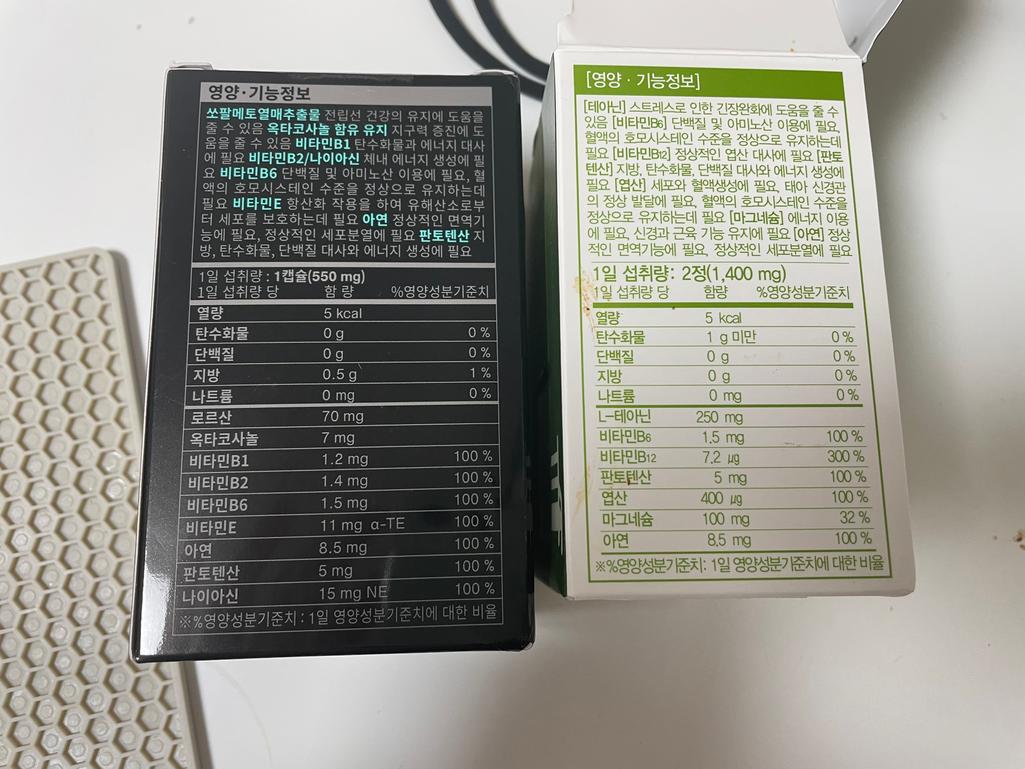 영양·기능정보
쏘팔메토열매추출물 전립선 건강의 유지에 도움을
줄 수 있음 옥타코사놀 함유 유지 지구력 증진에 도
움을 줄 수 있음 비타민B1 탄수화물과 에너지 대사
에 필요 비타민B2/나이아신 체내 에너지 생성에 필
요 비타민B6 단백질 및 아미노산 이용에 필요, 혈
액의 호모시스테인 수준을 정상으로 유지하는데
필요 비타민E 항산화 작용을 하여 유해산소로부
터 세포를 보호하는데 필요 아연 정상적인 면역기
능에 필요, 정상적인 세포분열에 필요 판토텐산 지
방, 탄수화물, 단백질 대사와 에너지 생성에 필요
1일 섭취량 : 1캡슐(550 mg)
1일 섭취량 당 함 량 %영양성분기준치
열량 5 kcal
탄수화물 0 g 0 %
단백질 0 g 0 %
지방 0.5 g 1 %
나트륨 0 mg 0 %
로르산 70 mg
옥타코사놀 7 mg
비타민B1 1.2 mg 100 %
비타민B2 1.4 mg 100 %
비타민B6 1.5 mg 100 %
비타민E 11 mg α-TE 100 %
아연 8.5 mg 100 %
판토텐산 5 mg 100 %
나이아신 15 mg NE 100 %
※%영양성분기준치 : 1일 영양성분기준치에 대한 비율
[영양·기능정보]
[테아닌] 스트레스로 인한 긴장완화에 도움을 줄 수
있음 [비타민B6] 단백질 및 아미노산 이용에 필요,
혈액의 호모시스테인 수준을 정상으로 유지하는데
필요 [비타민B12] 정상적인 엽산 대사에 필요 [판토
텐산] 지방, 탄수화물, 단백질 대사와 에너지 생성에
필요 [엽산] 세포와 혈액생성에 필요, 태아 신경관
의 정상 발달에 필요, 혈액의 호모시스테인 수준을
정상으로 유지하는데 필요 [마그네슘] 에너지 이용
에 필요, 신경과 근육 기능 유지에 필요 [아연] 정상
적인 면역기능에 필요, 정상적인 세포분열에 필요
1일 섭취량: 2정(1,400 mg)
1일 섭취량 당 함량 %영양성분기준치
열량 5 kcal
탄수화물 1 g 미만 0 %
단백질 0 g 0 %
지방 0 g 0 %
나트륨 0 mg 0 %
L-테아닌 250 mg
비타민B6 1.5 mg 100 %
비타민B12 7.2 μg 300 %
판토텐산 5 mg 100 %
엽산 400 μg 100 %
마그네슘 100 mg 32 %
아연 8.5 mg 100 %
※%영양성분기준치: 1일 영양성분기준치에 대한 비율